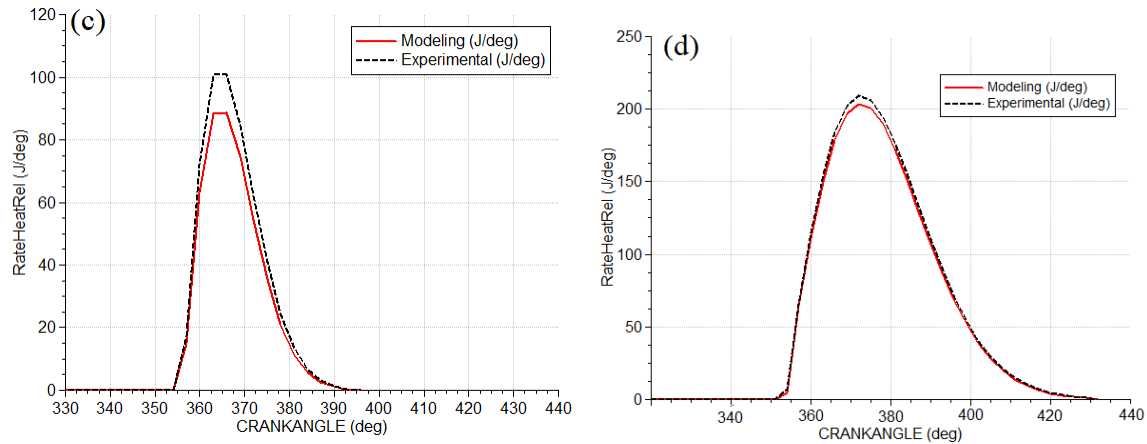 (c)
120
100
80
60
40
20
0
RateHeatRel (J/deg)
Modeling (J/deg)
Experimental (J/deg)
330 340 350 360 370 380 390 400 410 420 430 440
CRANKANGLE (deg)
(d)
250
200
150
100
50
0
RateHeatRel (J/deg)
Modeling (J/deg)
Experimental (J/deg)
340 360 380 400 420 440
CRANKANGLE (deg)